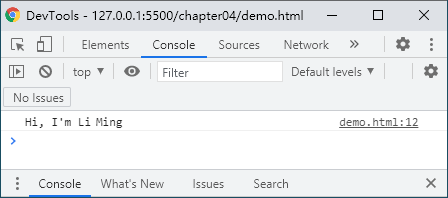 DevTools - 127.0.0.1:5500/chapter04/demo.html
Elements Console Sources Network »
top ▾ Filter Default levels ▾
No Issues
Hi, I'm Li Ming demo.html:12
>
Console What's New Issues Search